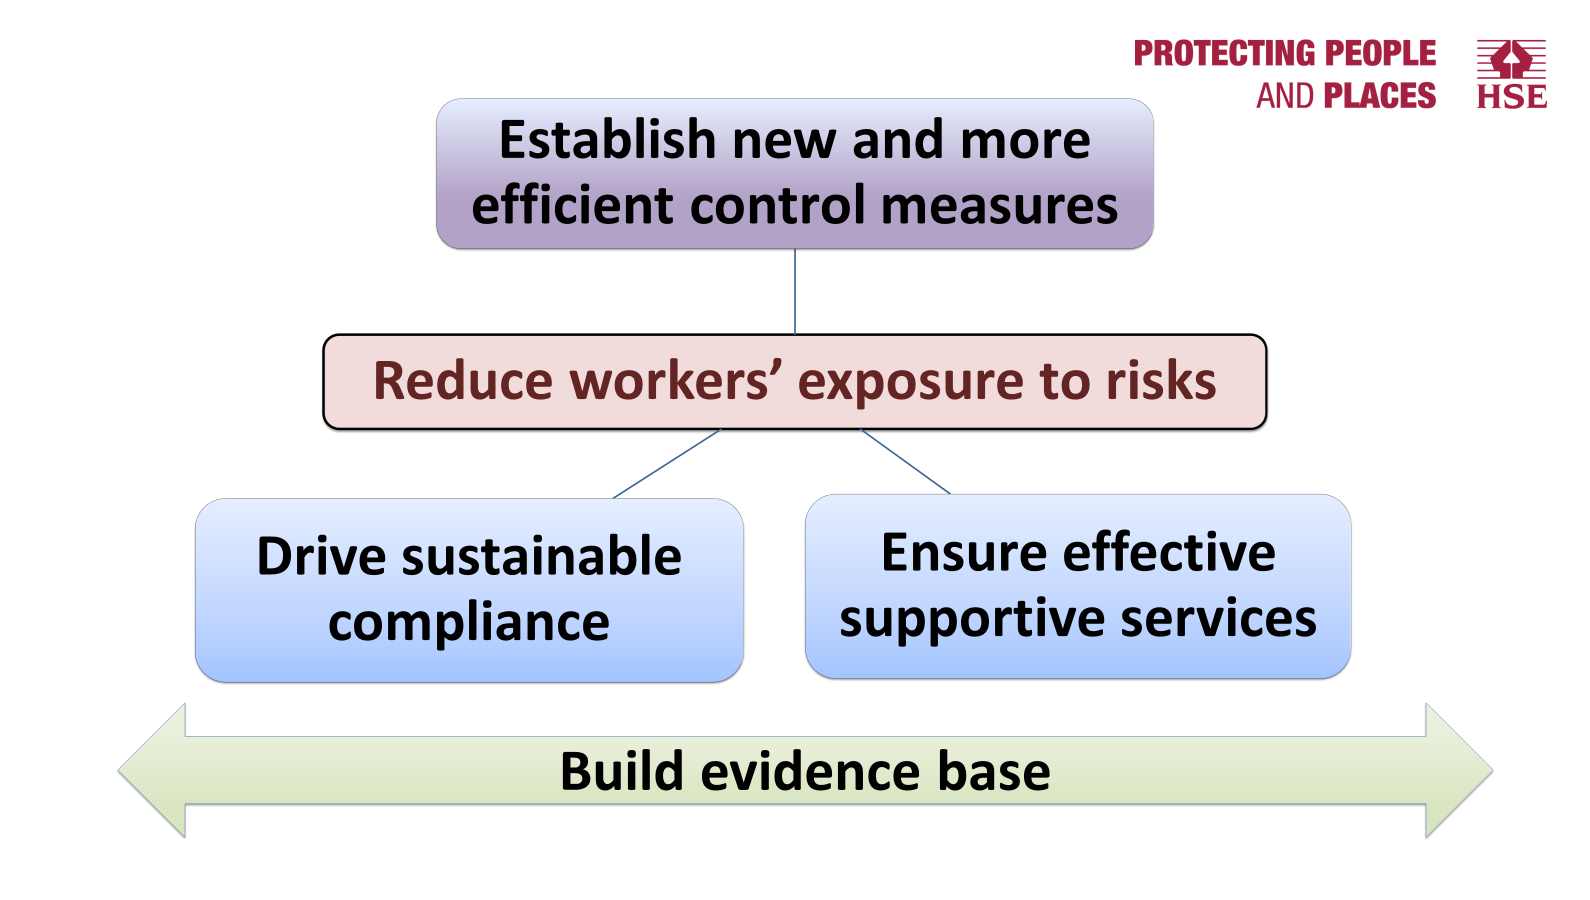 PROTECTING PEOPLE
AND PLACES
HSE
Establish new and more
efficient control measures
Reduce workers’ exposure to risks
Drive sustainable
compliance
Ensure effective
supportive services
Build evidence base